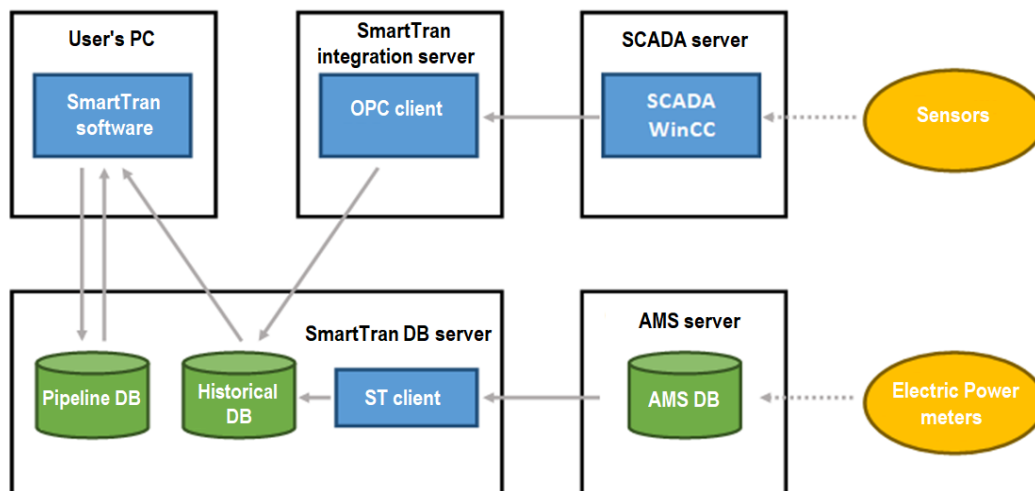 User's PC
SmartTran
software
SmartTran
integration server
OPC client
SCADA server
SCADA
WinCC
Sensors
SmartTran DB server
Pipeline DB
Historical
DB
ST client
AMS server
AMS DB
Electric Power
meters